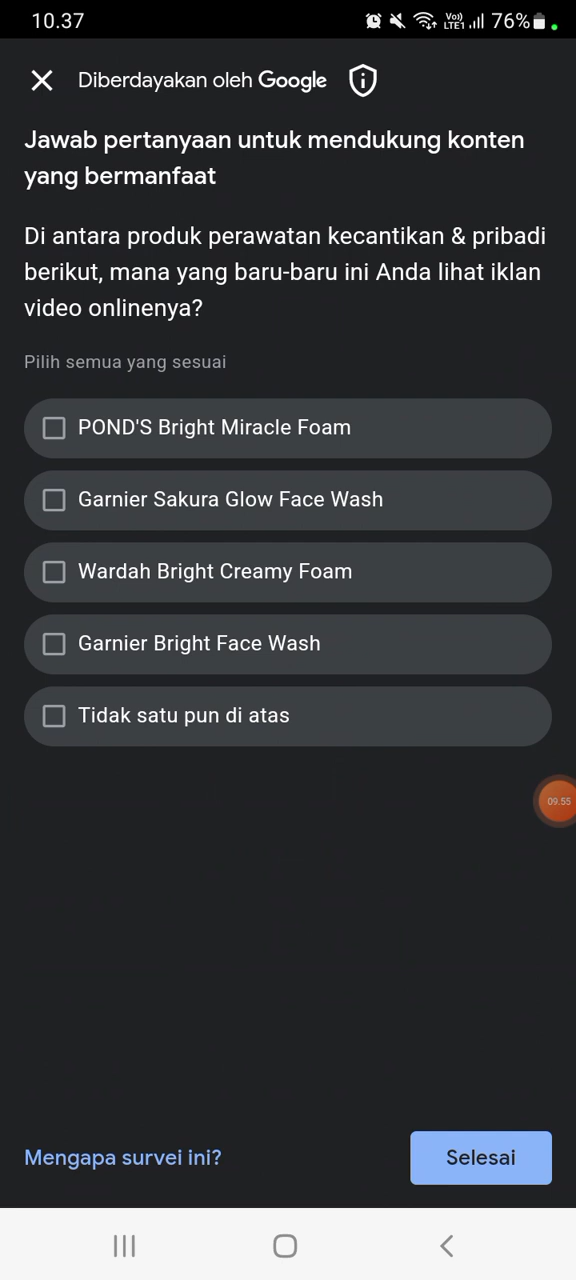 10.37
Vo)) LTE1 76%
Diberdayakan oleh Google
Jawab pertanyaan untuk mendukung konten
yang bermanfaat
Di antara produk perawatan kecantikan & pribadi
berikut, mana yang baru-baru ini Anda lihat iklan
video onlinenya?
Pilih semua yang sesuai
POND'S Bright Miracle Foam
Garnier Sakura Glow Face Wash
Wardah Bright Creamy Foam
Garnier Bright Face Wash
Tidak satu pun di atas
09.55
Mengapa survei ini?
Selesai